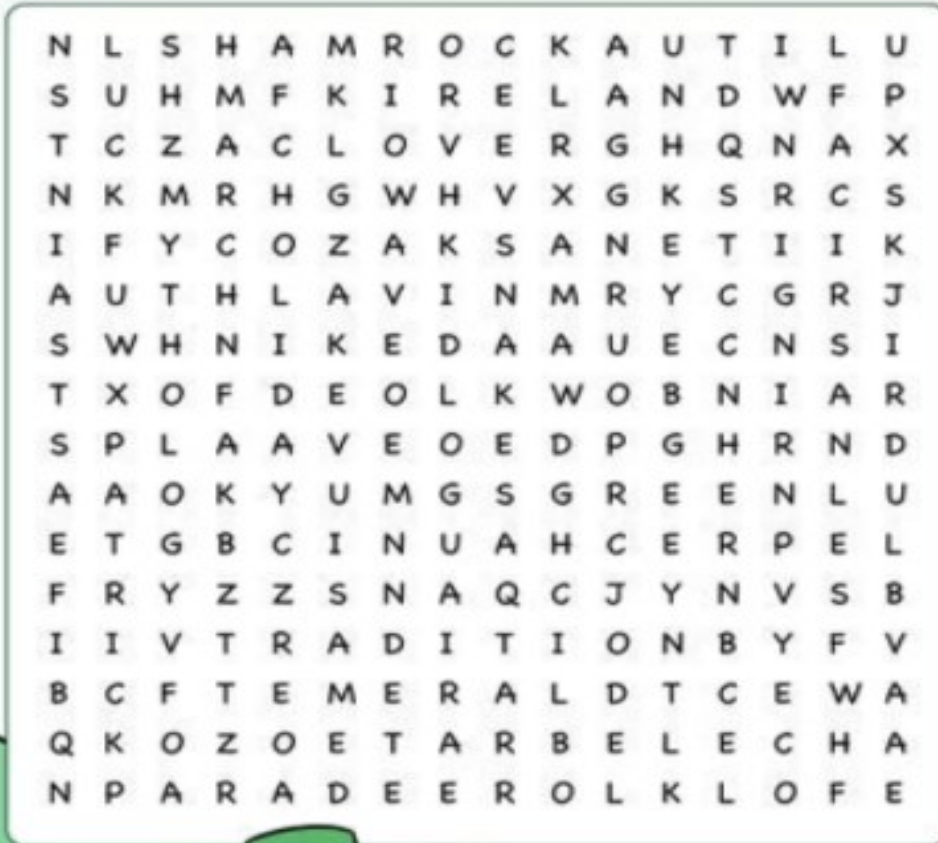 N L S H A M R O C K A U T I L U
S U H M F K I R E L A N D W F P
T C Z A C L O V E R G H Q N A X
N K M R H G W H V X G K S R C S
I F Y C O Z A K S A N E T I I K
A U T H L A V I N M R Y C G R J
S W H N I K E D A A U E C N S I
T X O F D E O L K W O B N I A R
S P L A A V E O E D P G H R N D
A A O K Y U M G S G R E E N L U
E T G B C I N U A H C E R P E L
F R Y Z Z S N A Q C J Y N V S B
I I V T R A D I T I O N B Y F V
B C F T E M E R A L D T C E W A
Q K O Z O E T A R B E L E C H A
N P A R A D E E R O L K L O F E